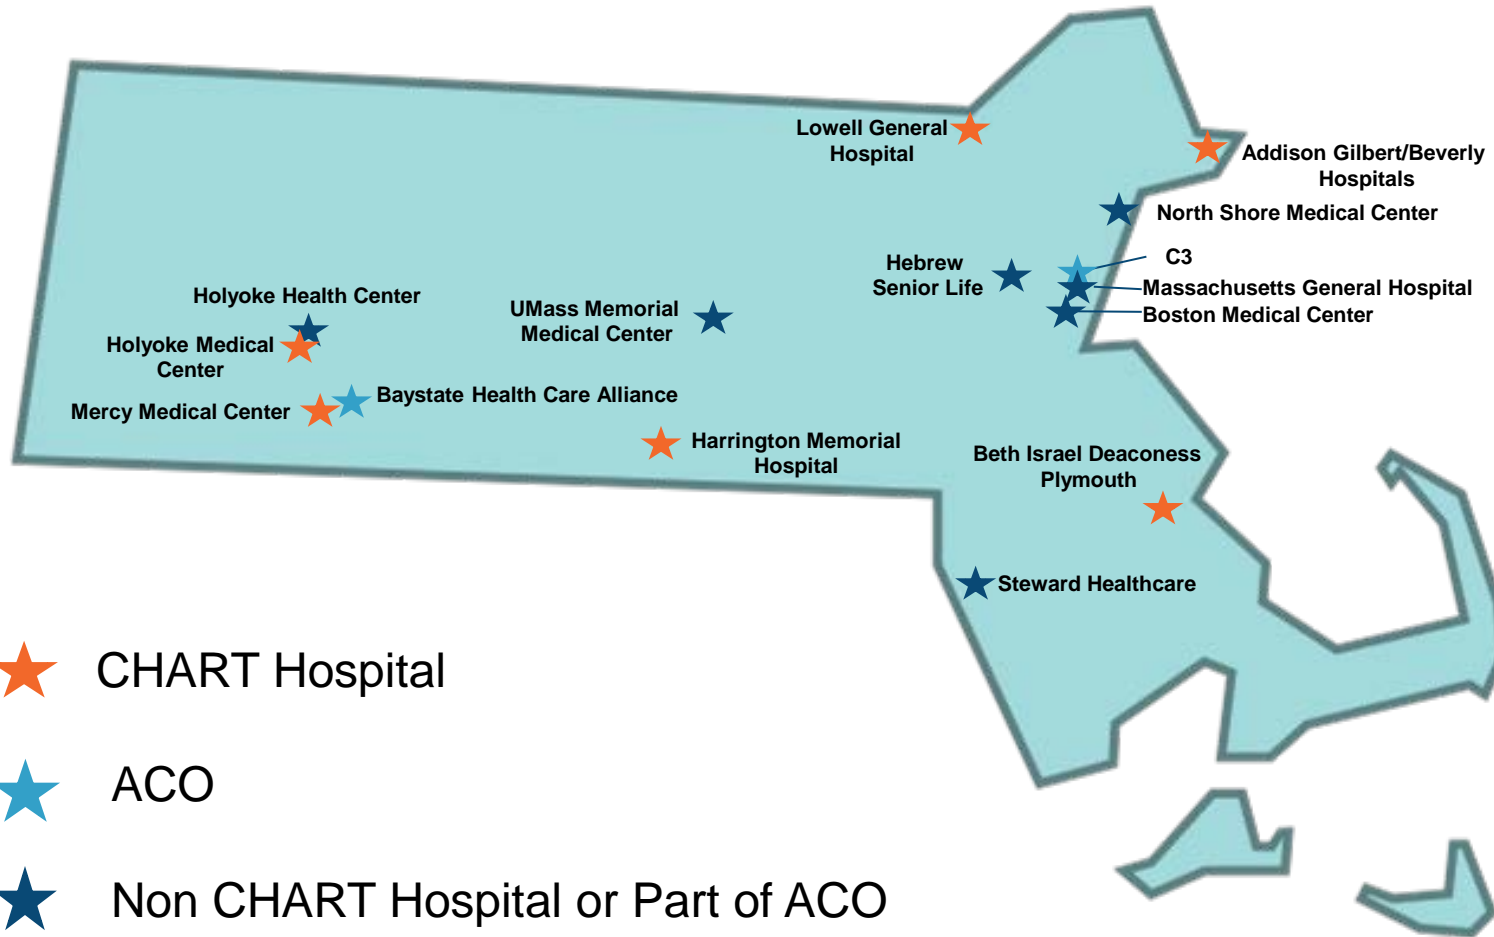 Lowell General
Hospital
Addison Gilbert/Beverly
Hospitals
North Shore Medical Center
C3
Hebrew
Senior Life
Massachusetts General Hospital
Boston Medical Center
Holyoke Health Center
UMass Memorial
Medical Center
Holyoke Medical
Center
Baystate Health Care Alliance
Mercy Medical Center
Harrington Memorial
Hospital
Beth Israel Deaconess
Plymouth
Steward Healthcare
CHART Hospital
ACO
Non CHART Hospital or Part of ACO